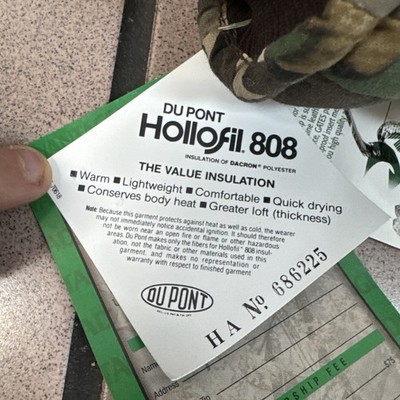 DU PONT
Hollofil® 808
INSULATION OF DACRON® POLYESTER
THE VALUE INSULATION
■ Warm ■ Lightweight ■ Comfortable ■ Quick drying
■ Conserves body heat ■ Greater loft (thickness)
Note: Because this garment protects against heat as well as cold, the wearer
may not immediately notice accidental ignition. It should therefore
not be worn near an open fire or flame or other hazardous
areas. Du Pont makes only the fibers for Hollofil® 808 insul-
ation, not the fabric or other materials used in this
garment, and makes no representation or
warranty with respect to finished garment
DU PONT
HA No. 686225
Name
Address
SHIP FEE